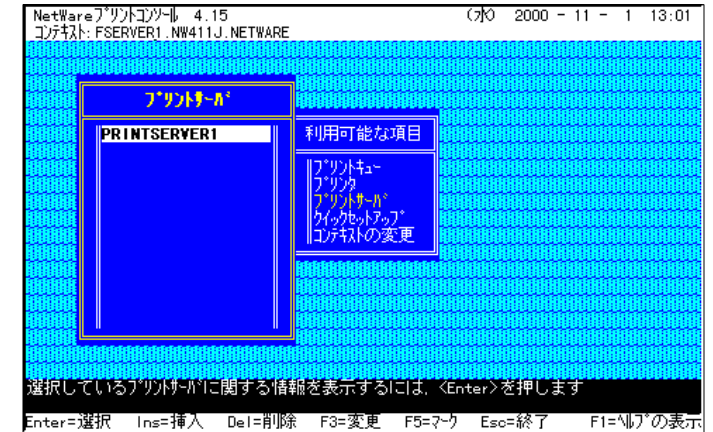 NetWareﾌﾟﾘﾝﾄｺﾝｿｰﾙ 4.15 (水) 2000 - 11 - 1 13:01
ｺﾝﾃｷｽﾄ: FSERVER1.NW411J.NETWARE
ﾌﾟﾘﾝﾄｻｰﾊﾞ
PRINTSERVER1
利用可能な項目
ﾌﾟﾘﾝﾄｷｭｰ
ﾌﾟﾘﾝﾀ
ﾌﾟﾘﾝﾄｻｰﾊﾞ
ｸｲｯｸｾｯﾄｱｯﾌﾟ
ｺﾝﾃｷｽﾄの変更
選択しているﾌﾟﾘﾝﾄｻｰﾊﾞに関する情報を表示するには、<Enter>を押します
Enter=選択 Ins=挿入 Del=削除 F3=変更 F5=ﾏｰｸ Esc=終了 F1=ﾍﾙﾌﾟの表示